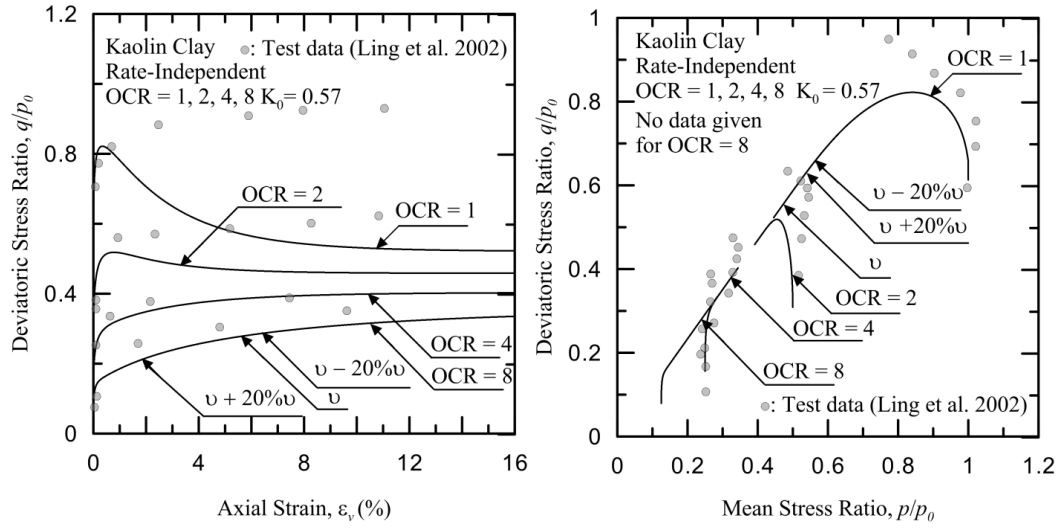 Kaolin Clay
: Test data (Ling et al. 2002)
Rate-Independent
OCR = 1, 2, 4, 8 K₀ = 0.57
OCR = 2
OCR = 1
OCR = 4
υ − 20%υ
OCR = 8
υ + 20%υ
υ
1.2
0.8
0.4
0
0
4
8
12
16
Deviatoric Stress Ratio, q/p₀
Axial Strain, εᵥ (%)
Kaolin Clay
Rate-Independent
OCR = 1, 2, 4, 8 K₀ = 0.57
No data given
for OCR = 8
OCR = 1
υ − 20%υ
υ +20%υ
υ
OCR = 2
OCR = 4
OCR = 8
: Test data (Ling et al. 2002)
1
0.8
0.6
0.4
0.2
0
0
0.2
0.4
0.6
0.8
1
1.2
Deviatoric Stress Ratio, q/p₀
Mean Stress Ratio, p/p₀